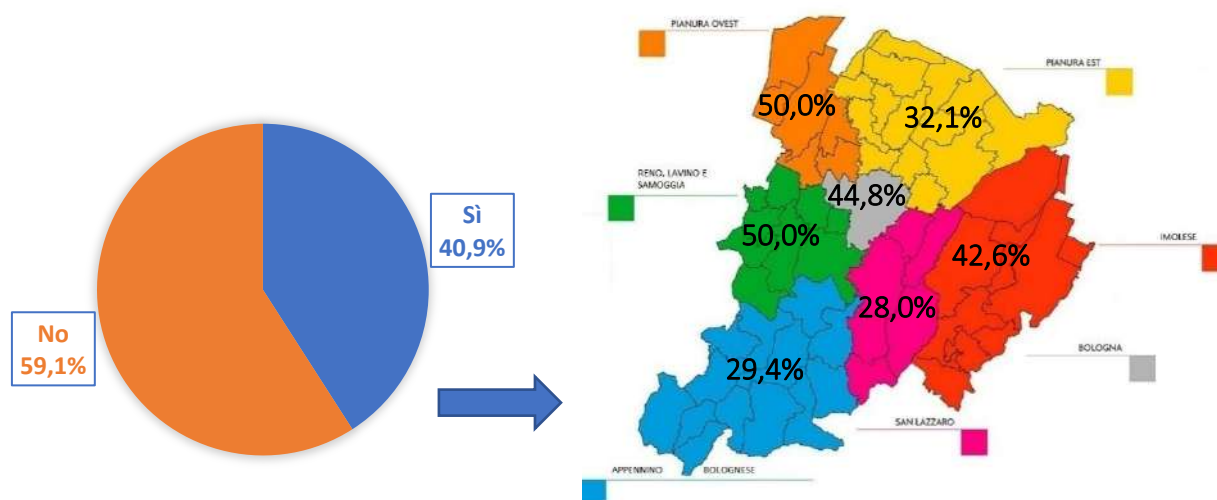 Sì
40,9%
No
59,1%
PIANURA OVEST
PIANURA EST
50,0%
32,1%
RENO, LAVINO E
SAMOGGIA
44,8%
50,0%
42,6%
IMOLESE
28,0%
29,4%
BOLOGNA
SAN LAZZARO
APPENNINO BOLOGNESE